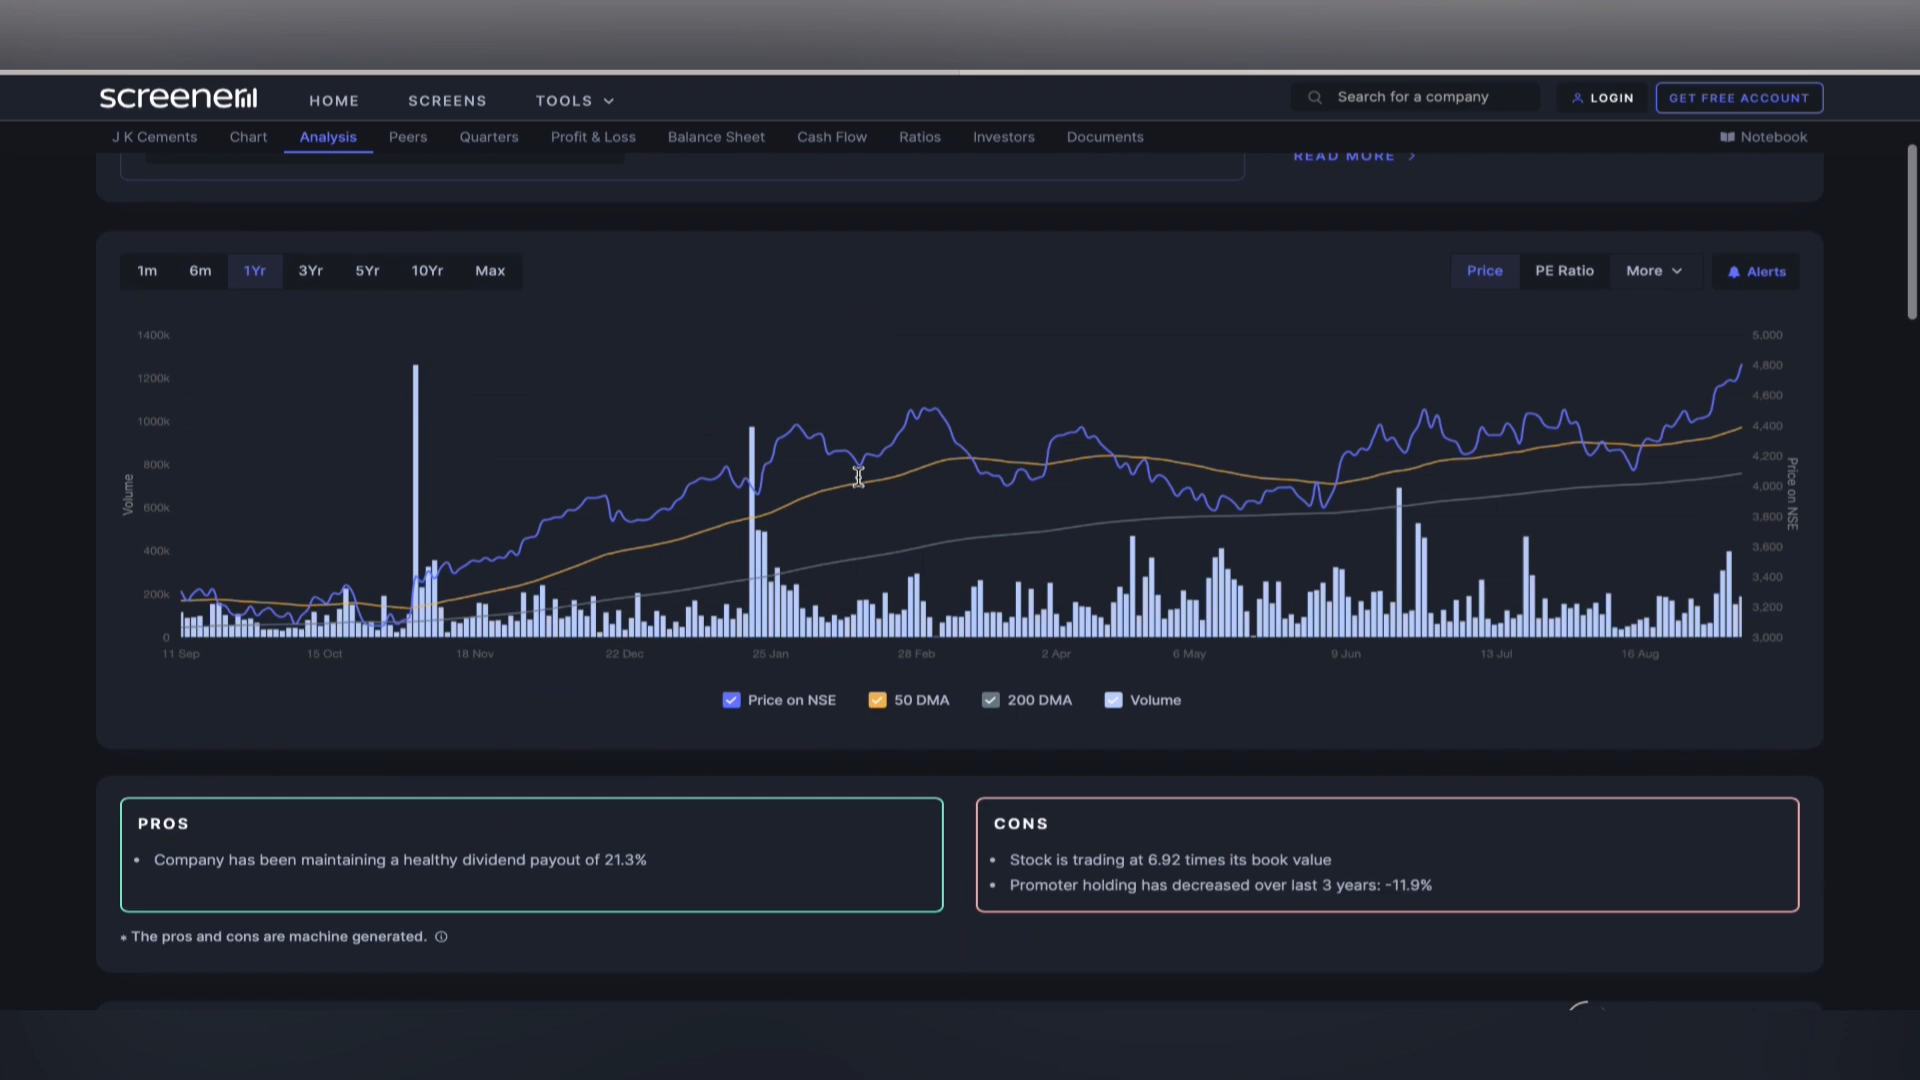 screener
HOME SCREENS TOOLS
Search for a company
LOGIN
GET FREE ACCOUNT
J K Cements Chart Analysis Peers Quarters Profit & Loss Balance Sheet Cash Flow Ratios Investors Documents
Notebook
READ MORE
1m 6m 1Yr 3Yr 5Yr 10Yr Max
Price PE Ratio More
Alerts
1400k
1200k
1000k
800k
600k
400k
200k
0
Volume
5,000
4,800
4,600
4,400
4,200
4,000
3,800
3,600
3,400
3,200
3,000
Price on NSE
11 Sep 15 Oct 18 Nov 22 Dec 25 Jan 28 Feb 2 Apr 6 May 9 Jun 13 Jul 16 Aug
Price on NSE 50 DMA 200 DMA Volume
PROS
• Company has been maintaining a healthy dividend payout of 21.3%
CONS
• Stock is trading at 6.92 times its book value
• Promoter holding has decreased over last 3 years: -11.9%
* The pros and cons are machine generated.